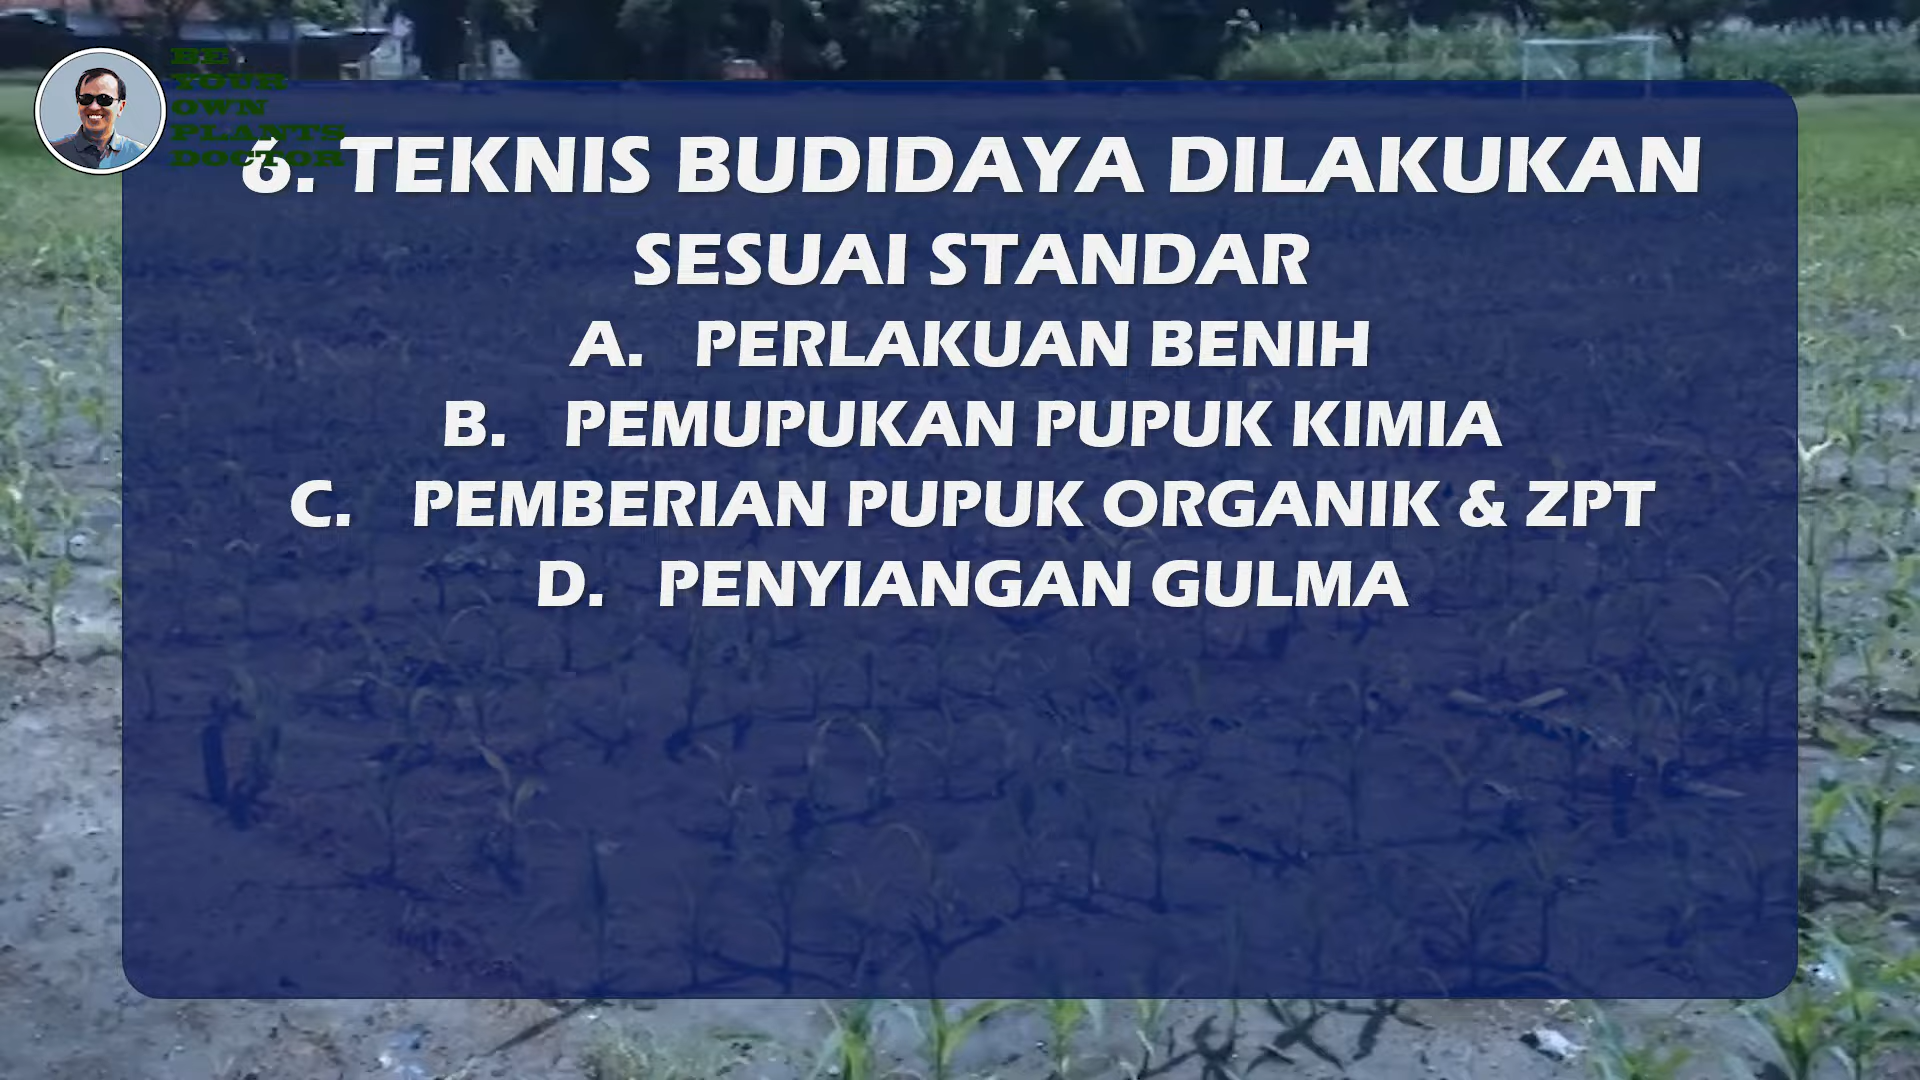 BE
YOUR
OWN
PLANTS
DOCTOR
6. TEKNIS BUDIDAYA DILAKUKAN
SESUAI STANDAR
A. PERLAKUAN BENIH
B. PEMUPUKAN PUPUK KIMIA
C. PEMBERIAN PUPUK ORGANIK & ZPT
D. PENYIANGAN GULMA